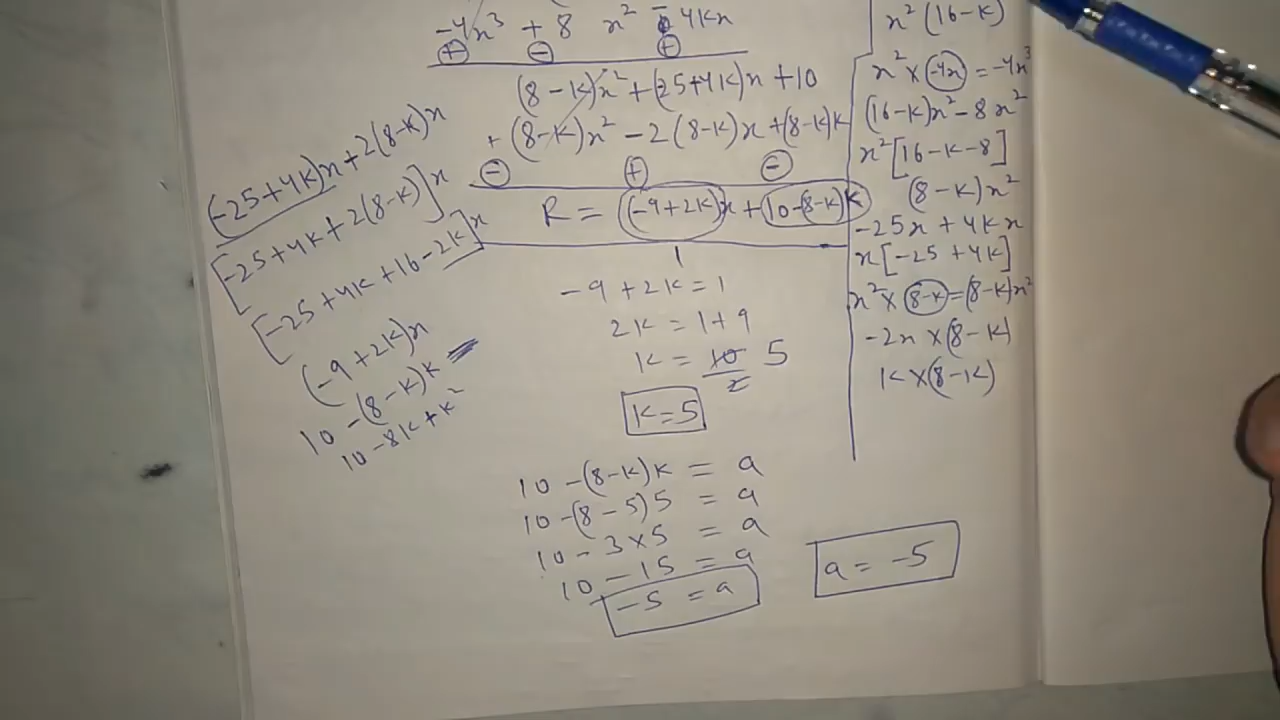 -4x³ + 8 x² - 4kx
(8-k)x² + (25+4k)x + 10
+ (8-k)x² - 2(8-k)x + (8-k)k
R = (-9+2k)x + (10-(8-k)k
-9 + 2k = 1
2k = 1+9
k = 10/2 5
k=5
10 - (8-k)k = a
10 - (8-5)5 = a
10 - 3×5 = a
10 - 15 = a
-5 = a
a = -5
(-25+4k)x + 2(8-k)x
[-25+4k + 2(8-k)]x
[-25+4k+16-2k]x
(-9+2k)x
10 - (8-k)k
10 - 8k + k²
x²(16-k)
x² × (-4x) = -4x³
(16-k)x² - 8x²
x²[16-k-8]
(8-k)x²
-25x + 4kx
x[-25+4k]
x² × (8-k) = (8-k)x²
-2x × (8-k)
k × (8-k)